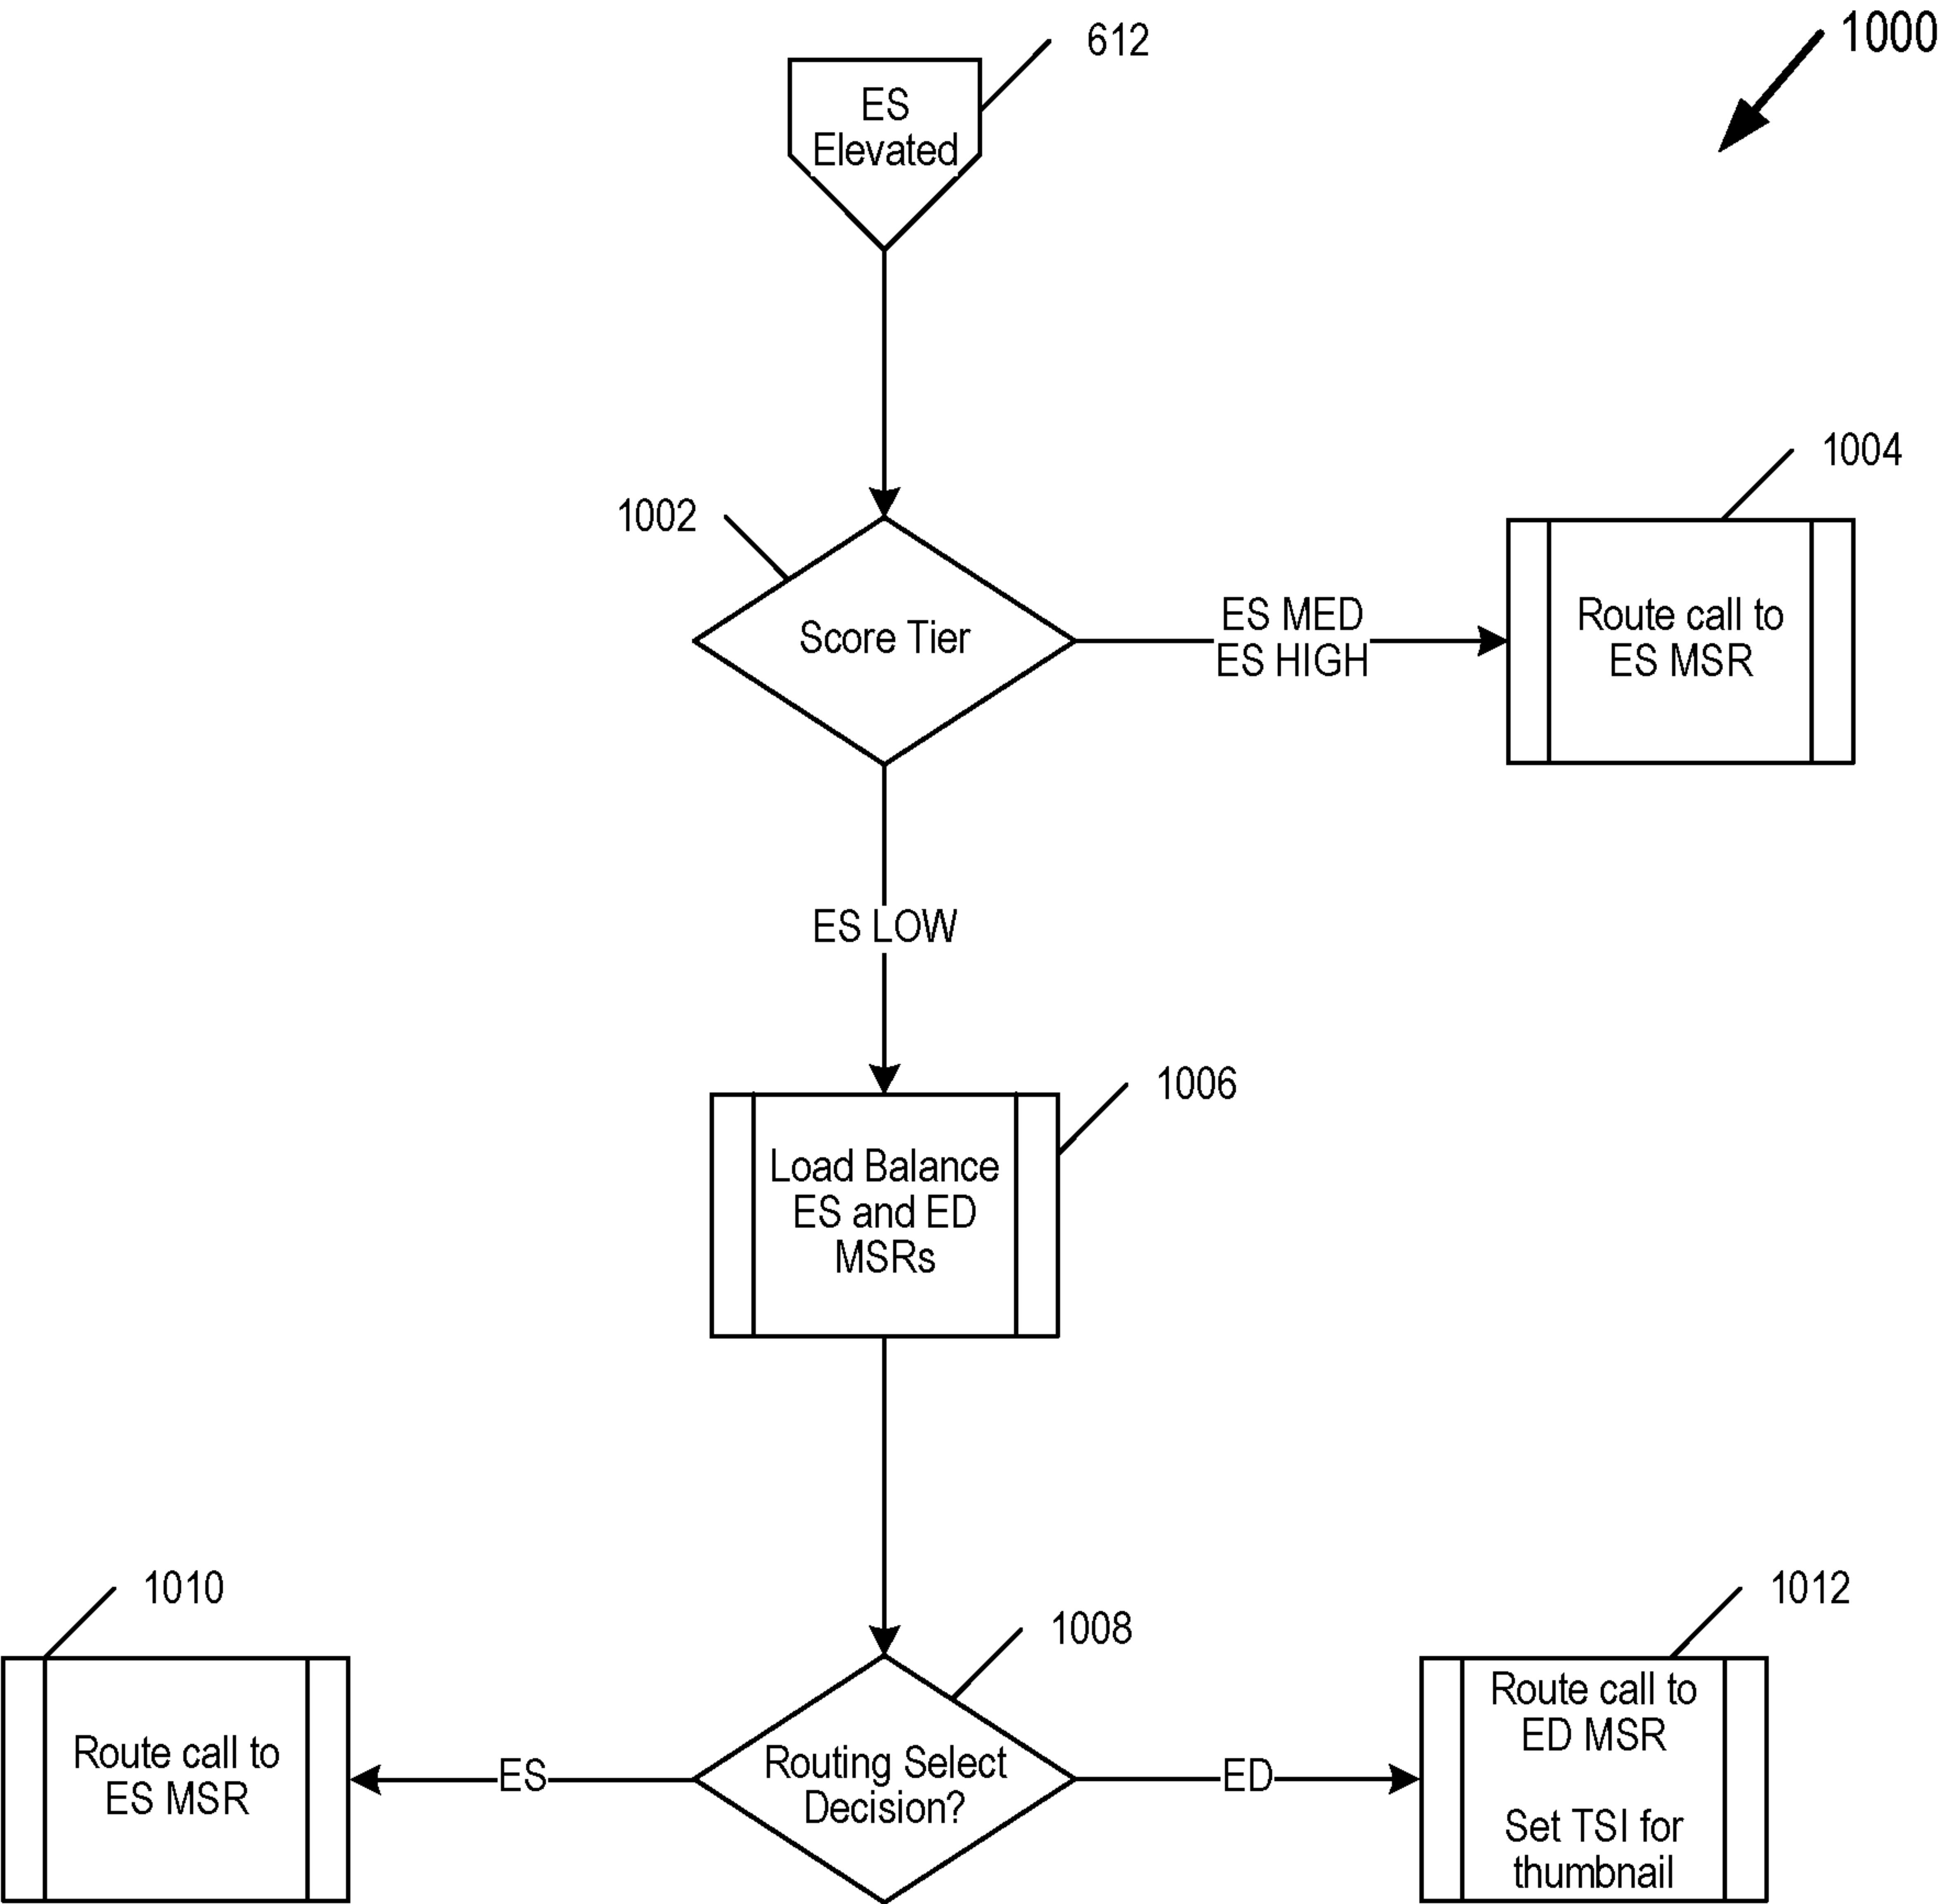 1000
612
ES
Elevated
1004
1002
Score Tier
ES MED
ES HIGH
Route call to
ES MSR
ES LOW
1006
Load Balance
ES and ED
MSRs
1010
1008
1012
Route call to
ES MSR
ES
Routing Select
Decision?
ED
Route call to
ED MSR
Set TSI for
thumbnail